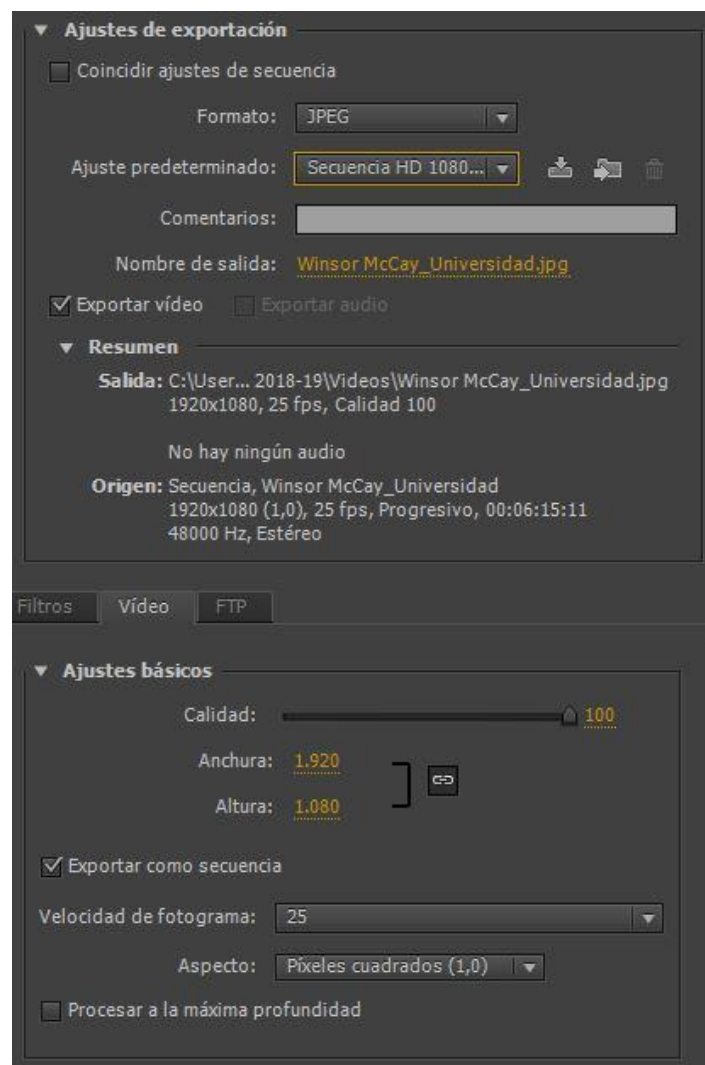 Ajustes de exportación
Coincidir ajustes de secuencia
Formato: JPEG
Ajuste predeterminado: Secuencia HD 1080...
Comentarios:
Nombre de salida: Winsor McCay_Universidad.jpg
Exportar vídeo Exportar audio
Resumen
Salida: C:\User... 2018-19\Videos\Winsor McCay_Universidad.jpg
1920x1080, 25 fps, Calidad 100
No hay ningún audio
Origen: Secuencia, Winsor McCay_Universidad
1920x1080 (1,0), 25 fps, Progresivo, 00:06:15:11
48000 Hz, Estéreo
Filtros Vídeo FTP
Ajustes básicos
Calidad: 100
Anchura: 1.920
Altura: 1.080
Exportar como secuencia
Velocidad de fotograma: 25
Aspecto: Píxeles cuadrados (1,0)
Procesar a la máxima profundidad